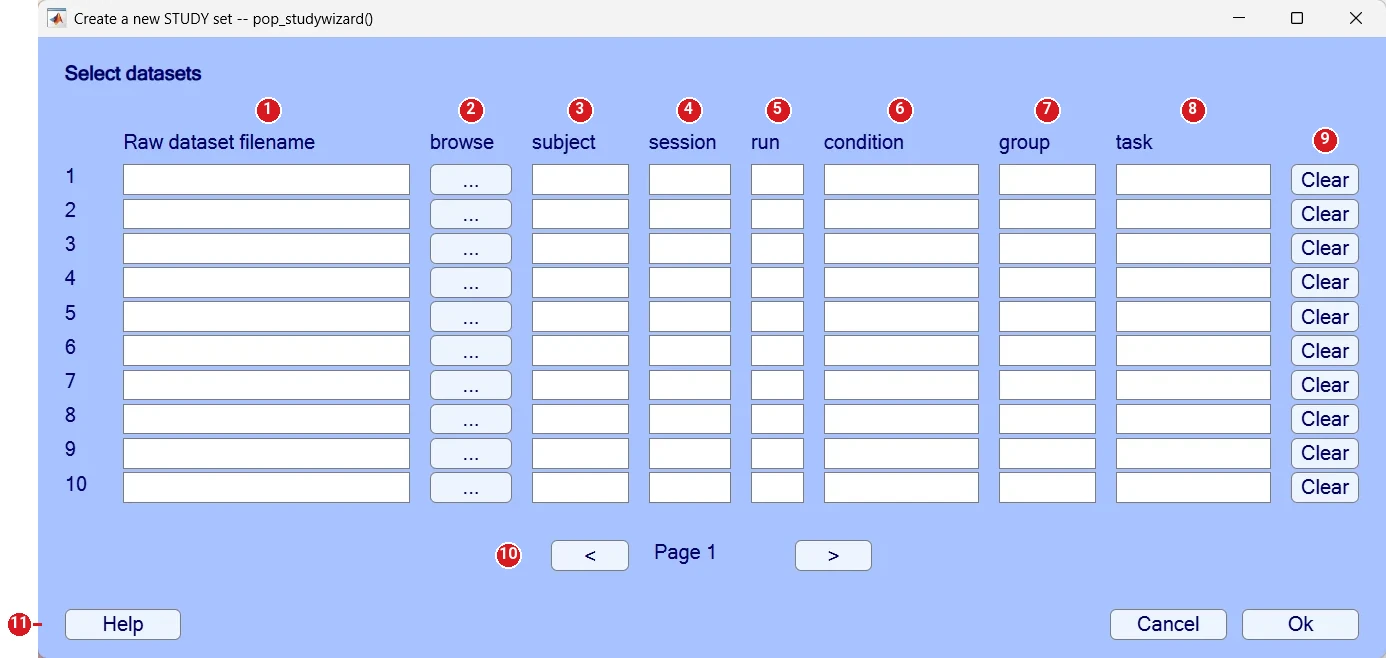 Create a new STUDY set -- pop_studywizard()
Select datasets
1 2 3 4 5 6 7 8
Raw dataset filename browse subject session run condition group task 9
1 ... Clear
2 ... Clear
3 ... Clear
4 ... Clear
5 ... Clear
6 ... Clear
7 ... Clear
8 ... Clear
9 ... Clear
10 ... Clear
10 < Page 1 >
11 Help Cancel Ok